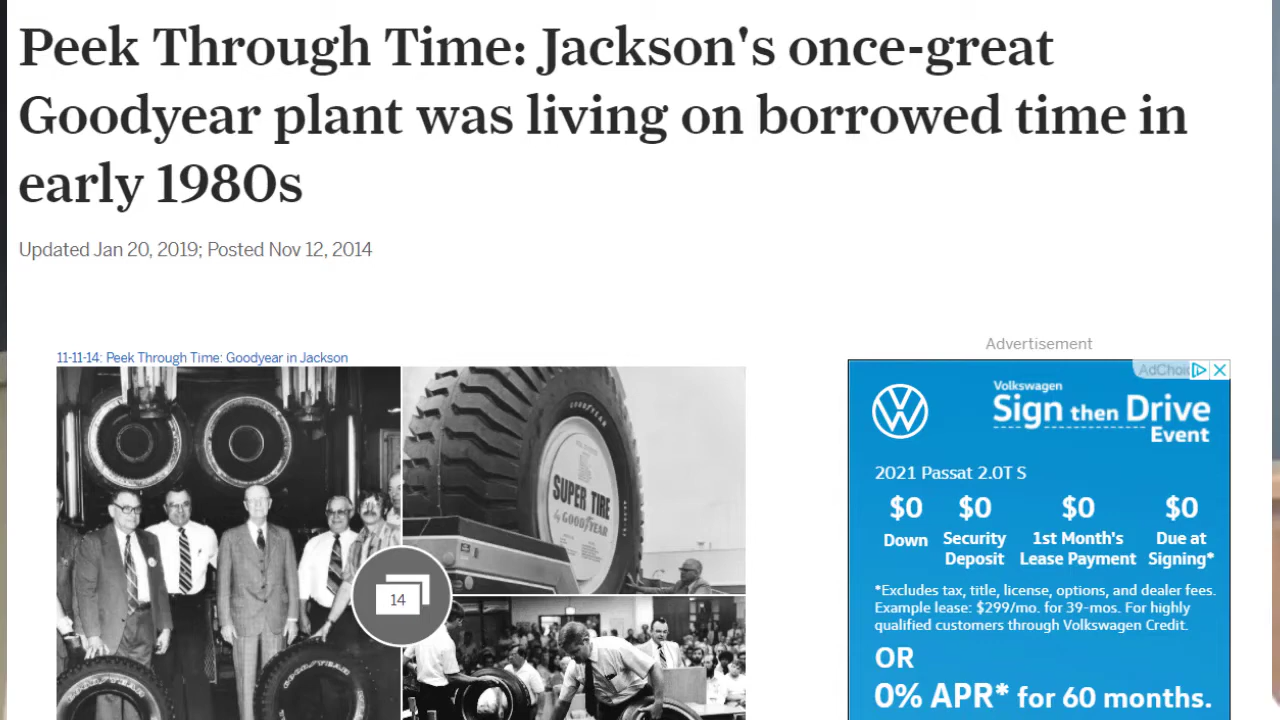 Peek Through Time: Jackson's once-great
Goodyear plant was living on borrowed time in
early 1980s
Updated Jan 20, 2019; Posted Nov 12, 2014
Advertisement
11-11-14: Peek Through Time: Goodyear in Jackson
SUPER TIRE
by GOODYEAR
GOODYEAR
14
AdChoic
Volkswagen
Sign then Drive
Event
2021 Passat 2.0T S
$0 $0 $0 $0
Down Security 1st Month's Due at
Deposit Lease Payment Signing*
*Excludes tax, title, license, options, and dealer fees.
Example lease: $299/mo. for 39-mos. For highly
qualified customers through Volkswagen Credit.
OR
0% APR* for 60 months.